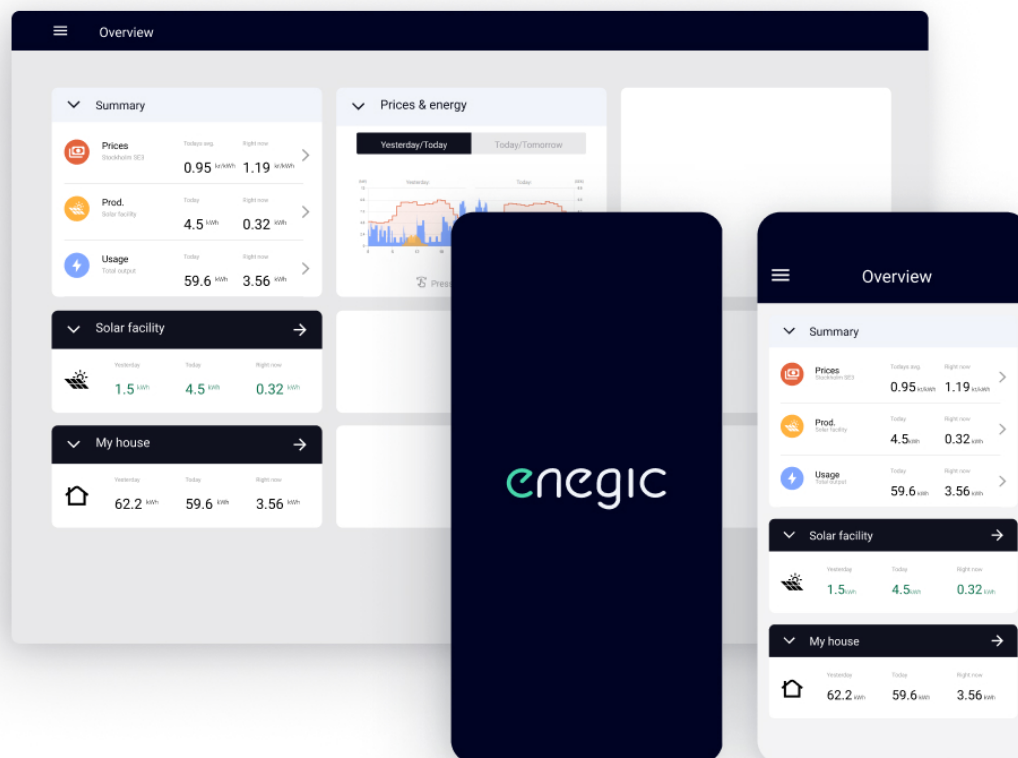 Overview
Summary
Prices
Stockholm SE3
Todays avg
0.95 kr/kWh
Right now
1.19 kr/kWh
Prod.
Solar facility
Today
4.5 kWh
Right now
0.32 kWh
Usage
Total output
Today
59.6 kWh
Right now
3.56 kWh
Prices & energy
Yesterday/Today
Today/Tomorrow
Yesterday
Today
Solar facility
Yesterday
1.5 kWh
Today
4.5 kWh
Right now
0.32 kWh
My house
Yesterday
62.2 kWh
Today
59.6 kWh
Right now
3.56 kWh
enegic
Overview
Summary
Prices
Stockholm SE3
Todays avg
0.95 kr/kWh
Right now
1.19 kr/kWh
Prod.
Solar facility
Today
4.5 kWh
Right now
0.32 kWh
Usage
Total output
Today
59.6 kWh
Right now
3.56 kWh
Solar facility
Yesterday
1.5 kWh
Today
4.5 kWh
Right now
0.32 kWh
My house
Yesterday
62.2 kWh
Today
59.6 kWh
Right now
3.56 kWh